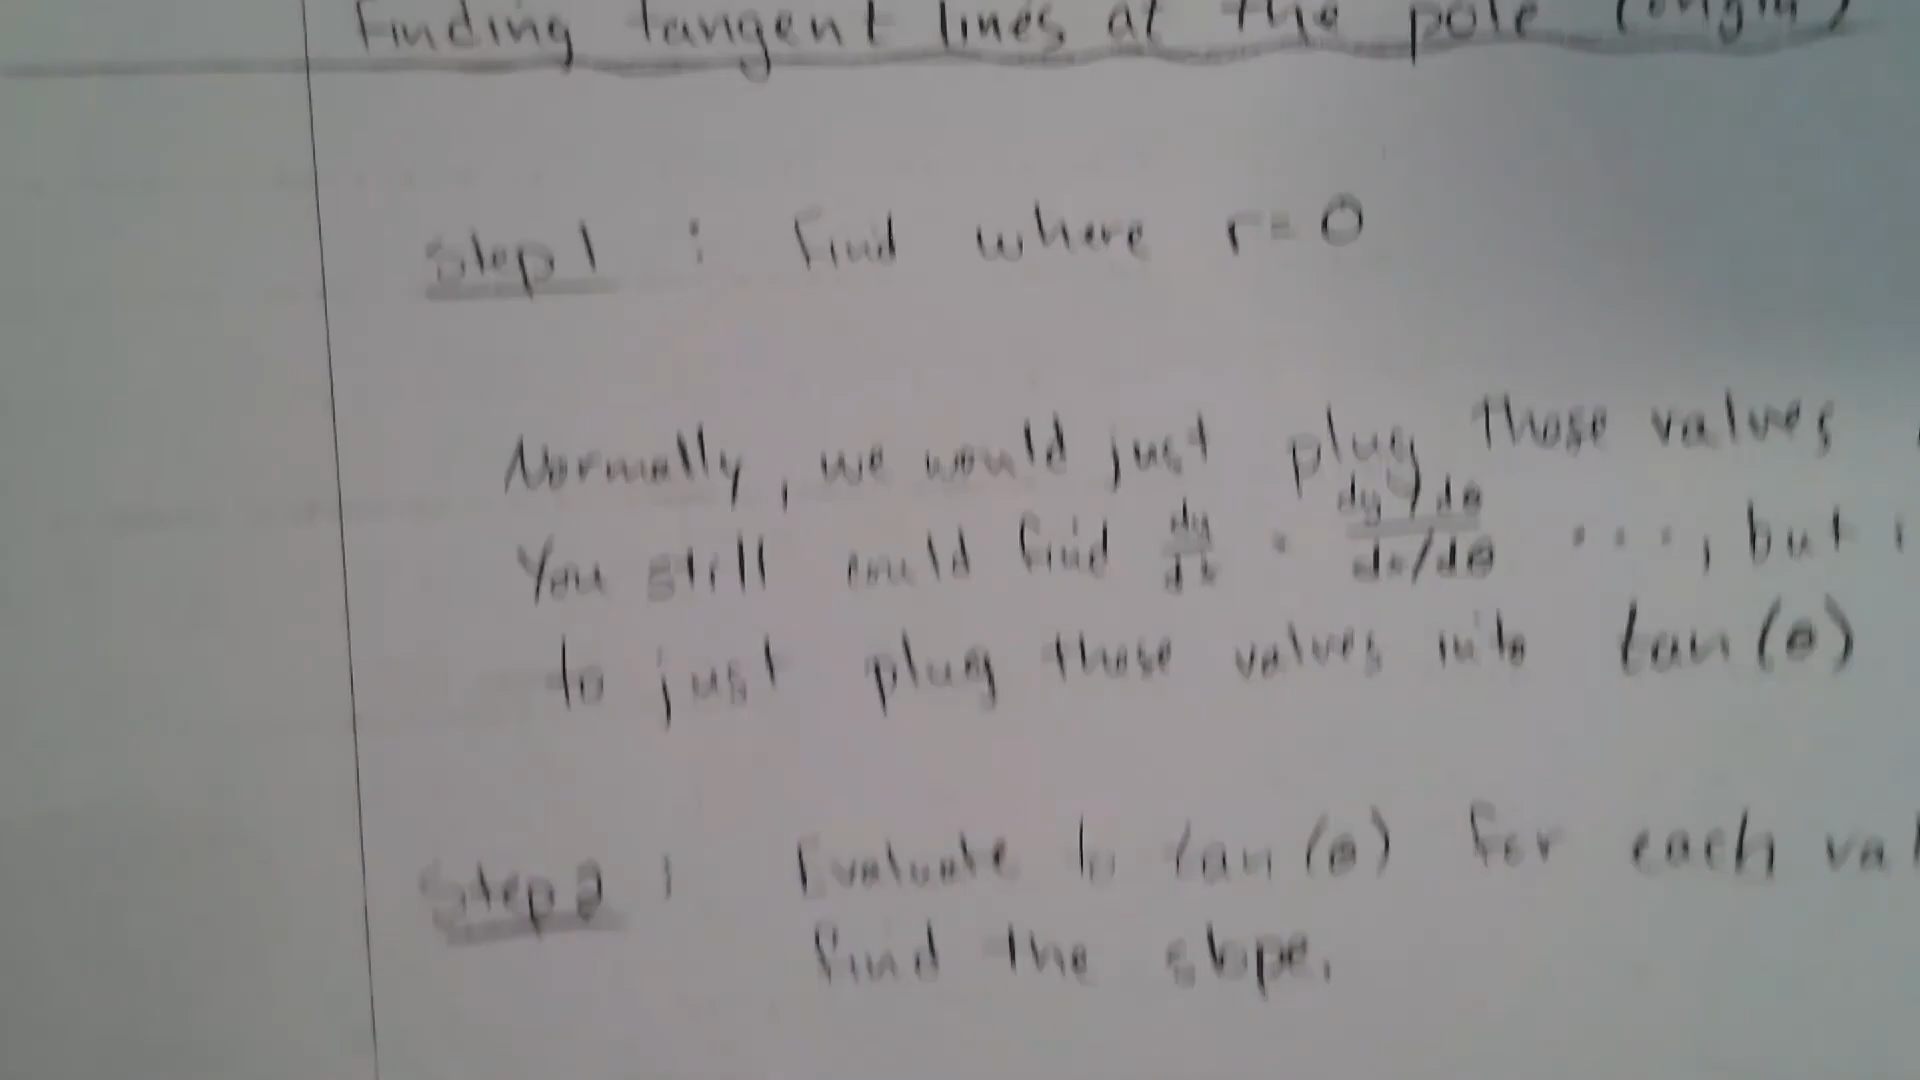 Finding tangent lines at the pole (origin)
Step 1 : Find where r = 0
Normally, we would just plug those values
You still could find dy/dx = (dy/dθ)/(dx/dθ) ..., but
to just plug those values into tan(θ)
Step 2 : Evaluate to tan(θ) for each val
find the slope.